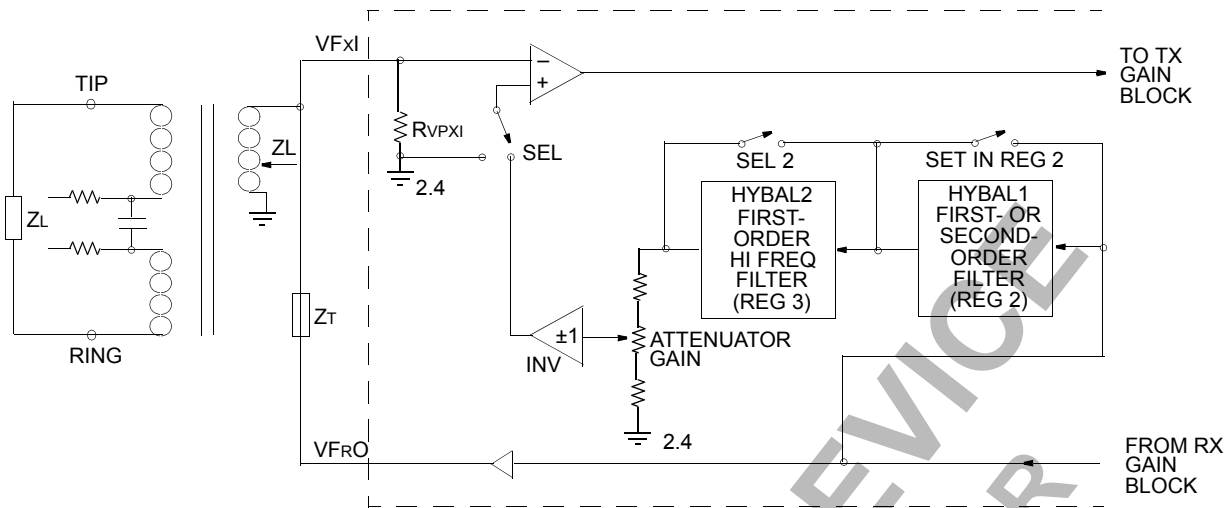 VFXI
TO TX
GAIN
BLOCK
TIP
ZL
RVPXI
SEL
2.4
SEL 2
SET IN REG 2
HYBAL2
FIRST-
ORDER
HI FREQ
FILTER
(REG 3)
HYBAL1
FIRST- OR
SECOND-
ORDER
FILTER
(REG 2)
ZL
ZT
RING
±1
INV
ATTENUATOR
GAIN
2.4
VFRO
FROM RX
GAIN
BLOCK
EVICE